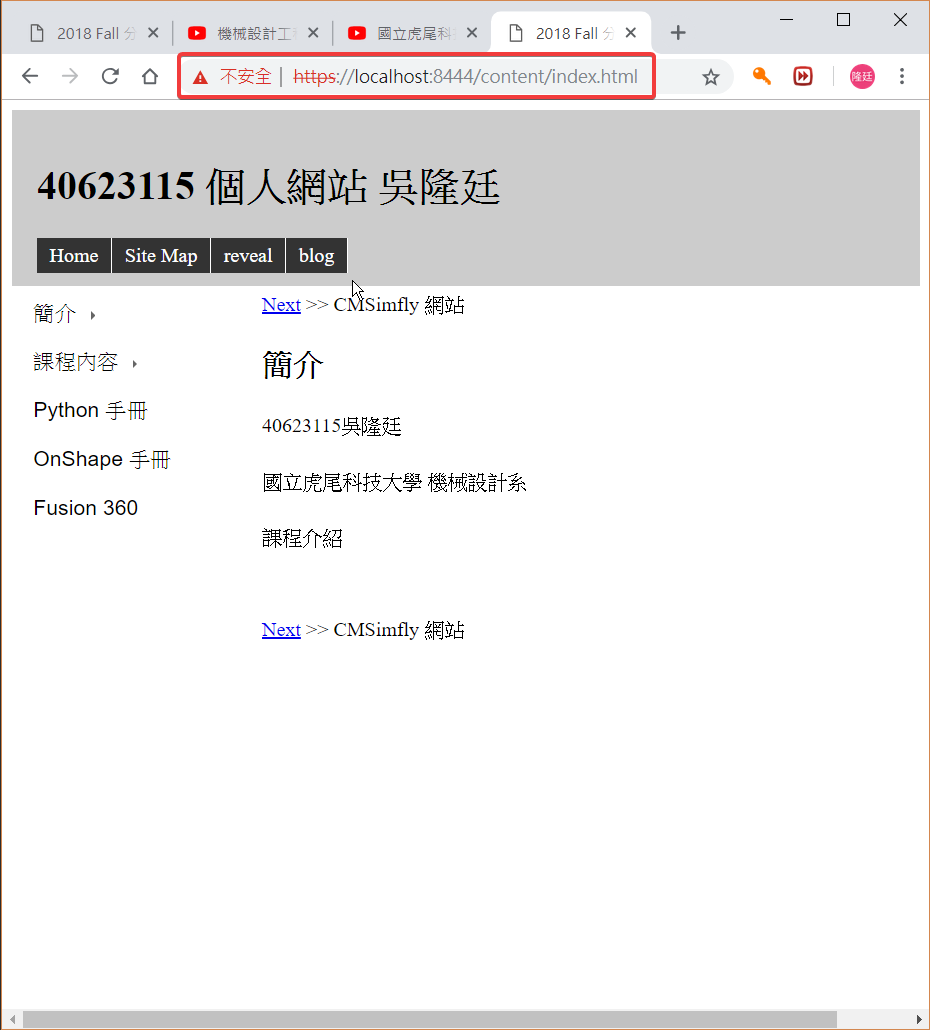 2018 Fall 分
機械設計工程
國立虎尾科
2018 Fall 分
不安全 | https://localhost:8444/content/index.html
隆廷
40623115 個人網站 吳隆廷
Home Site Map reveal blog
簡介
課程內容
Python 手冊
OnShape 手冊
Fusion 360
Next >> CMSimfly 網站
簡介
40623115吳隆廷
國立虎尾科技大學 機械設計系
課程介紹
Next >> CMSimfly 網站